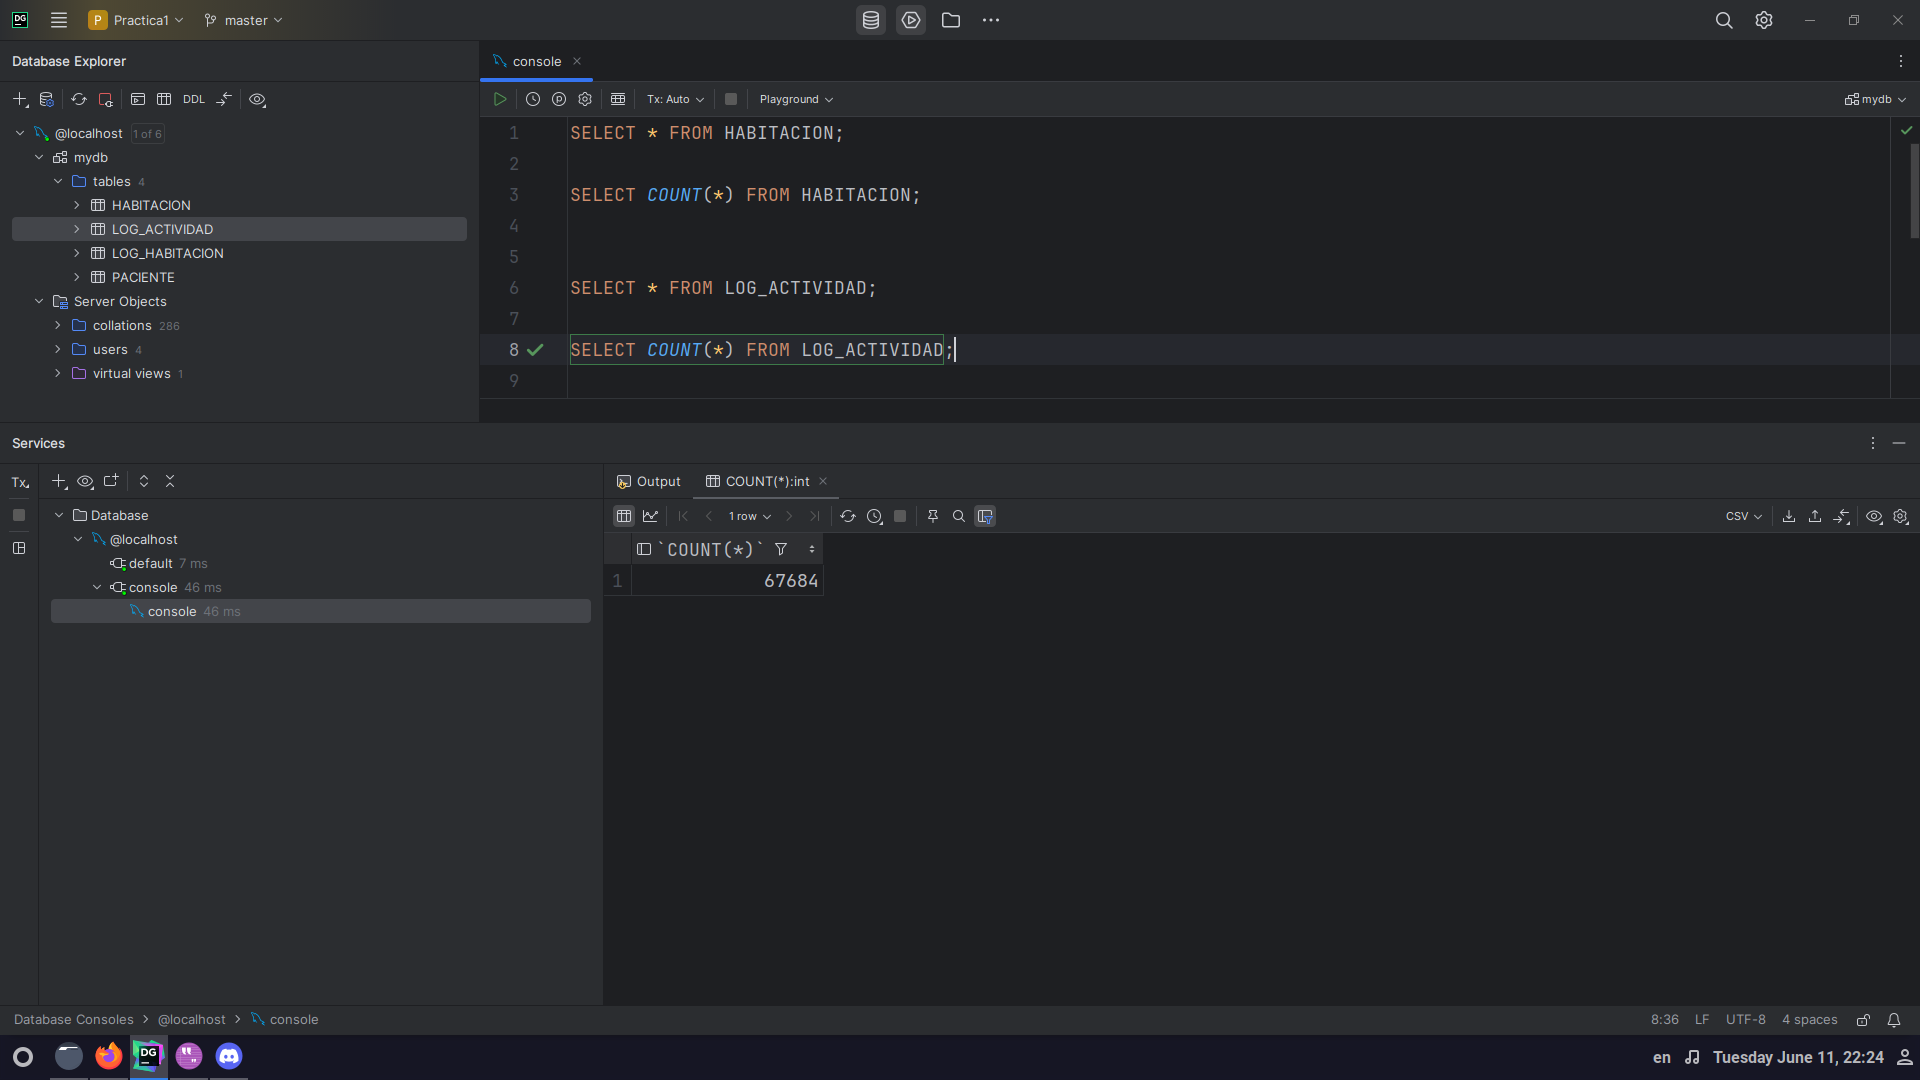 DG
P Practica1
master
Database Explorer
DDL
@localhost 1 of 6
mydb
tables 4
HABITACION
LOG_ACTIVIDAD
LOG_HABITACION
PACIENTE
Server Objects
collations 286
users 4
virtual views 1
console
Tx: Auto
Playground
mydb
1 SELECT * FROM HABITACION;
2
3 SELECT COUNT(*) FROM HABITACION;
4
5
6 SELECT * FROM LOG_ACTIVIDAD;
7
8 SELECT COUNT(*) FROM LOG_ACTIVIDAD;
9
Services
Tx
Database
@localhost
default 7 ms
console 46 ms
console 46 ms
Output
COUNT(*):int
1 row
CSV
`COUNT(*)`
1 67684
Database Consoles > @localhost > console
8:36 LF UTF-8 4 spaces
DG
en Tuesday June 11, 22:24